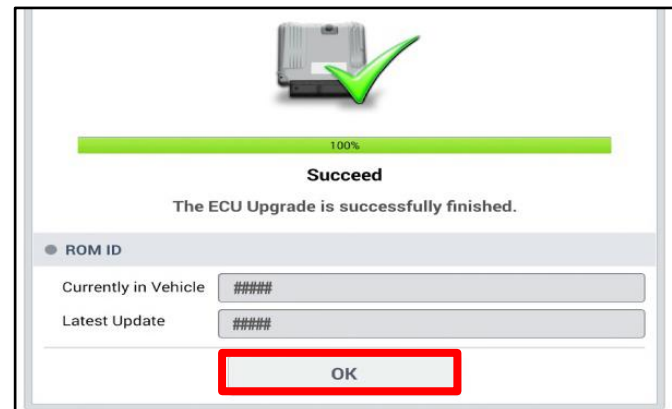 100%
Succeed
The ECU Upgrade is successfully finished.
ROM ID
Currently in Vehicle #####
Latest Update #####
OK